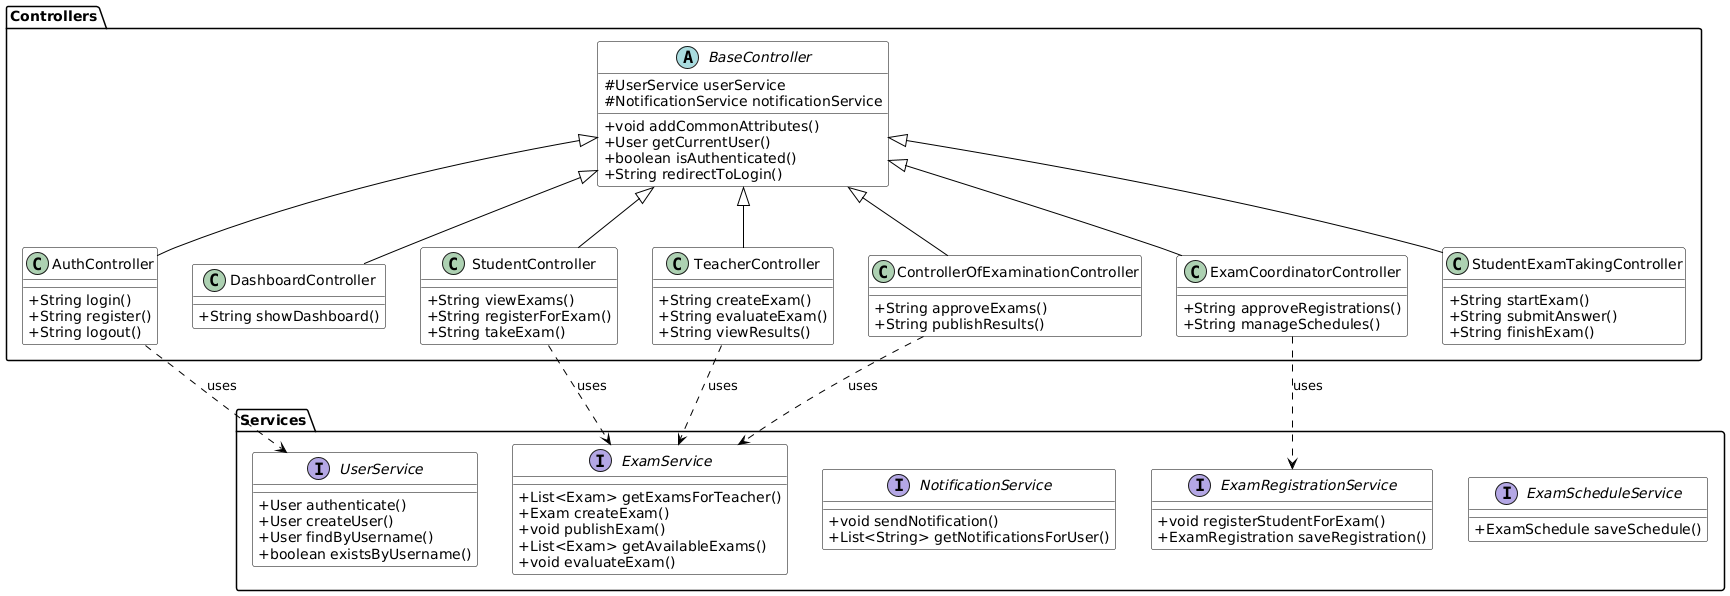 Controllers
A BaseController
#UserService userService
#NotificationService notificationService
+void addCommonAttributes()
+User getCurrentUser()
+boolean isAuthenticated()
+String redirectToLogin()
C AuthController
+String login()
+String register()
+String logout()
C DashboardController
+String showDashboard()
C StudentController
+String viewExams()
+String registerForExam()
+String takeExam()
C TeacherController
+String createExam()
+String evaluateExam()
+String viewResults()
C ControllerOfExaminationController
+String approveExams()
+String publishResults()
C ExamCoordinatorController
+String approveRegistrations()
+String manageSchedules()
C StudentExamTakingController
+String startExam()
+String submitAnswer()
+String finishExam()
uses
uses
uses
uses
uses
Services
I UserService
+User authenticate()
+User createUser()
+User findByUsername()
+boolean existsByUsername()
I ExamService
+List<Exam> getExamsForTeacher()
+Exam createExam()
+void publishExam()
+List<Exam> getAvailableExams()
+void evaluateExam()
I NotificationService
+void sendNotification()
+List<String> getNotificationsForUser()
I ExamRegistrationService
+void registerStudentForExam()
+ExamRegistration saveRegistration()
I ExamScheduleService
+ExamSchedule saveSchedule()